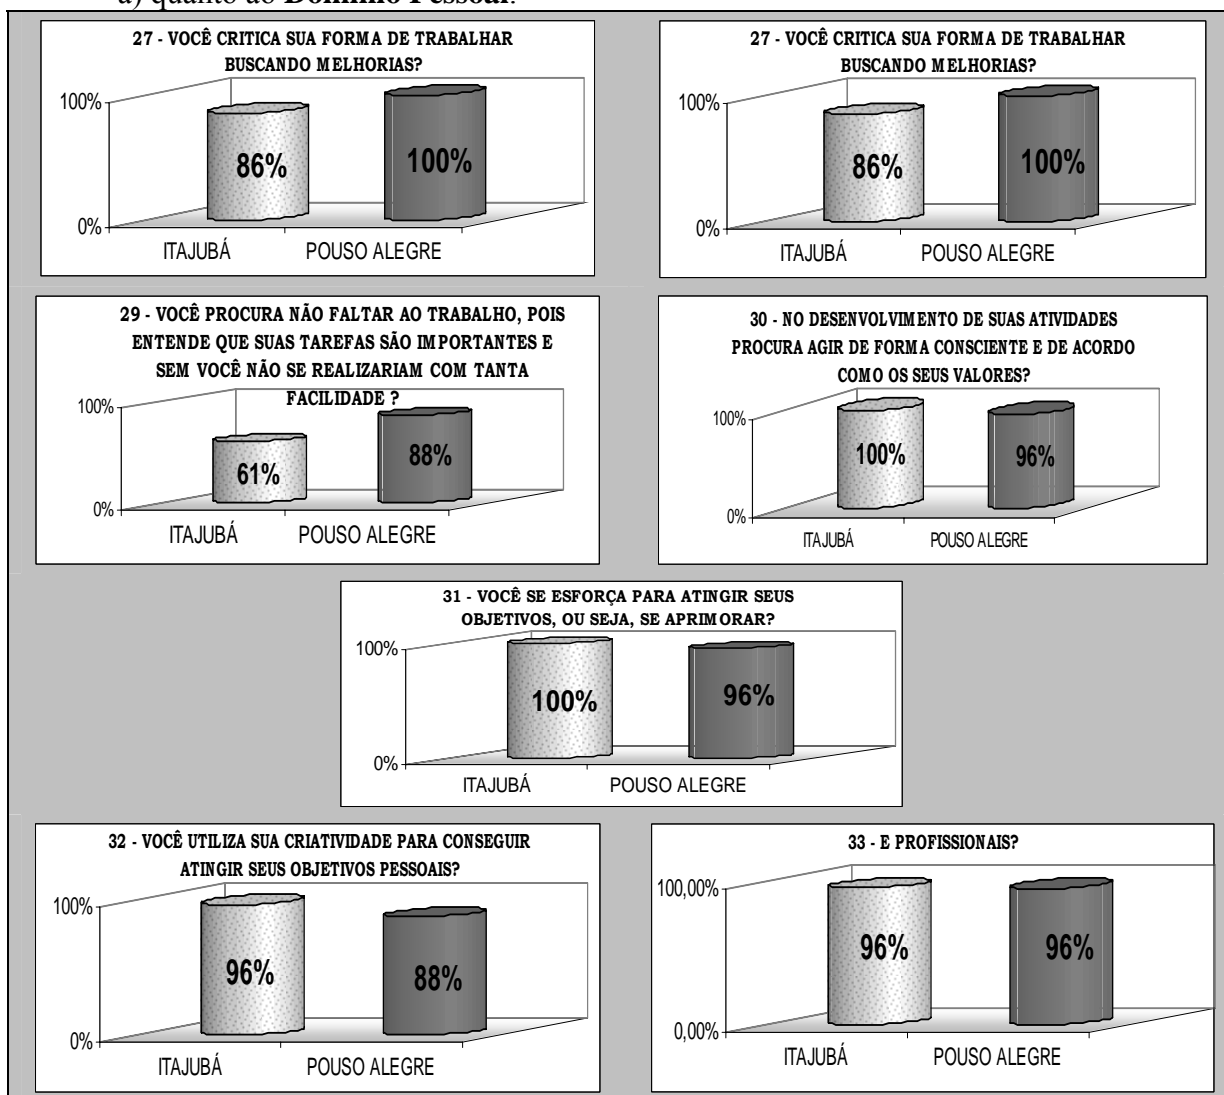 a) quanto ao Domínio Pessoal:
27 - VOCÊ CRITICA SUA FORMA DE TRABALHAR
BUSCANDO MELHORIAS?
100%
86%
100%
0%
ITAJUBÁ POUSO ALEGRE
27 - VOCÊ CRITICA SUA FORMA DE TRABALHAR
BUSCANDO MELHORIAS?
100%
86%
100%
0%
ITAJUBÁ POUSO ALEGRE
29 - VOCÊ PROCURA NÃO FALTAR AO TRABALHO, POIS
ENTENDE QUE SUAS TAREFAS SÃO IMPORTANTES E
SEM VOCÊ NÃO SE REALIZARIAM COM TANTA
FACILIDADE ?
100%
61%
88%
0%
ITAJUBÁ POUSO ALEGRE
30 - NO DESENVOLVIMENTO DE SUAS ATIVIDADES
PROCURA AGIR DE FORMA CONSCIENTE E DE ACORDO
COMO OS SEUS VALORES?
100%
100%
96%
0%
ITAJUBÁ POUSO ALEGRE
31 - VOCÊ SE ESFORÇA PARA ATINGIR SEUS
OBJETIVOS, OU SEJA, SE APRIMORAR?
100%
100%
96%
0%
ITAJUBÁ POUSO ALEGRE
32 - VOCÊ UTILIZA SUA CRIATIVIDADE PARA CONSEGUIR
ATINGIR SEUS OBJETIVOS PESSOAIS?
100%
96%
88%
0%
ITAJUBÁ POUSO ALEGRE
33 - E PROFISSIONAIS?
100,00%
96%
96%
0,00%
ITAJUBÁ POUSO ALEGRE